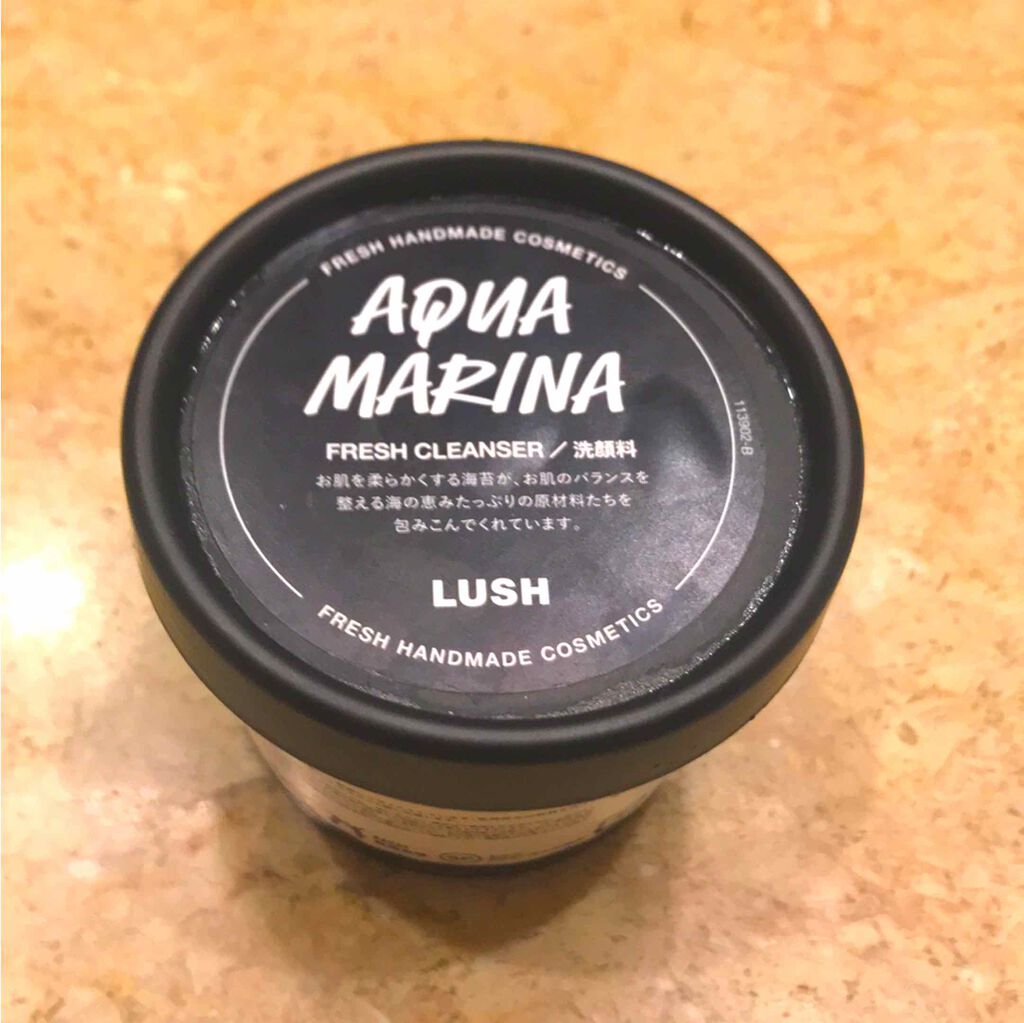 FRESH HANDMADE COSMETICS
AQUA
MARINA
FRESH CLEANSER／洗顔料
お肌を柔らかくする海苔が、お肌のバランスを
整える海の恵みたっぷりの原材料たちを
包みこんでくれています。
LUSH
FRESH HANDMADE COSMETICS
113902-B